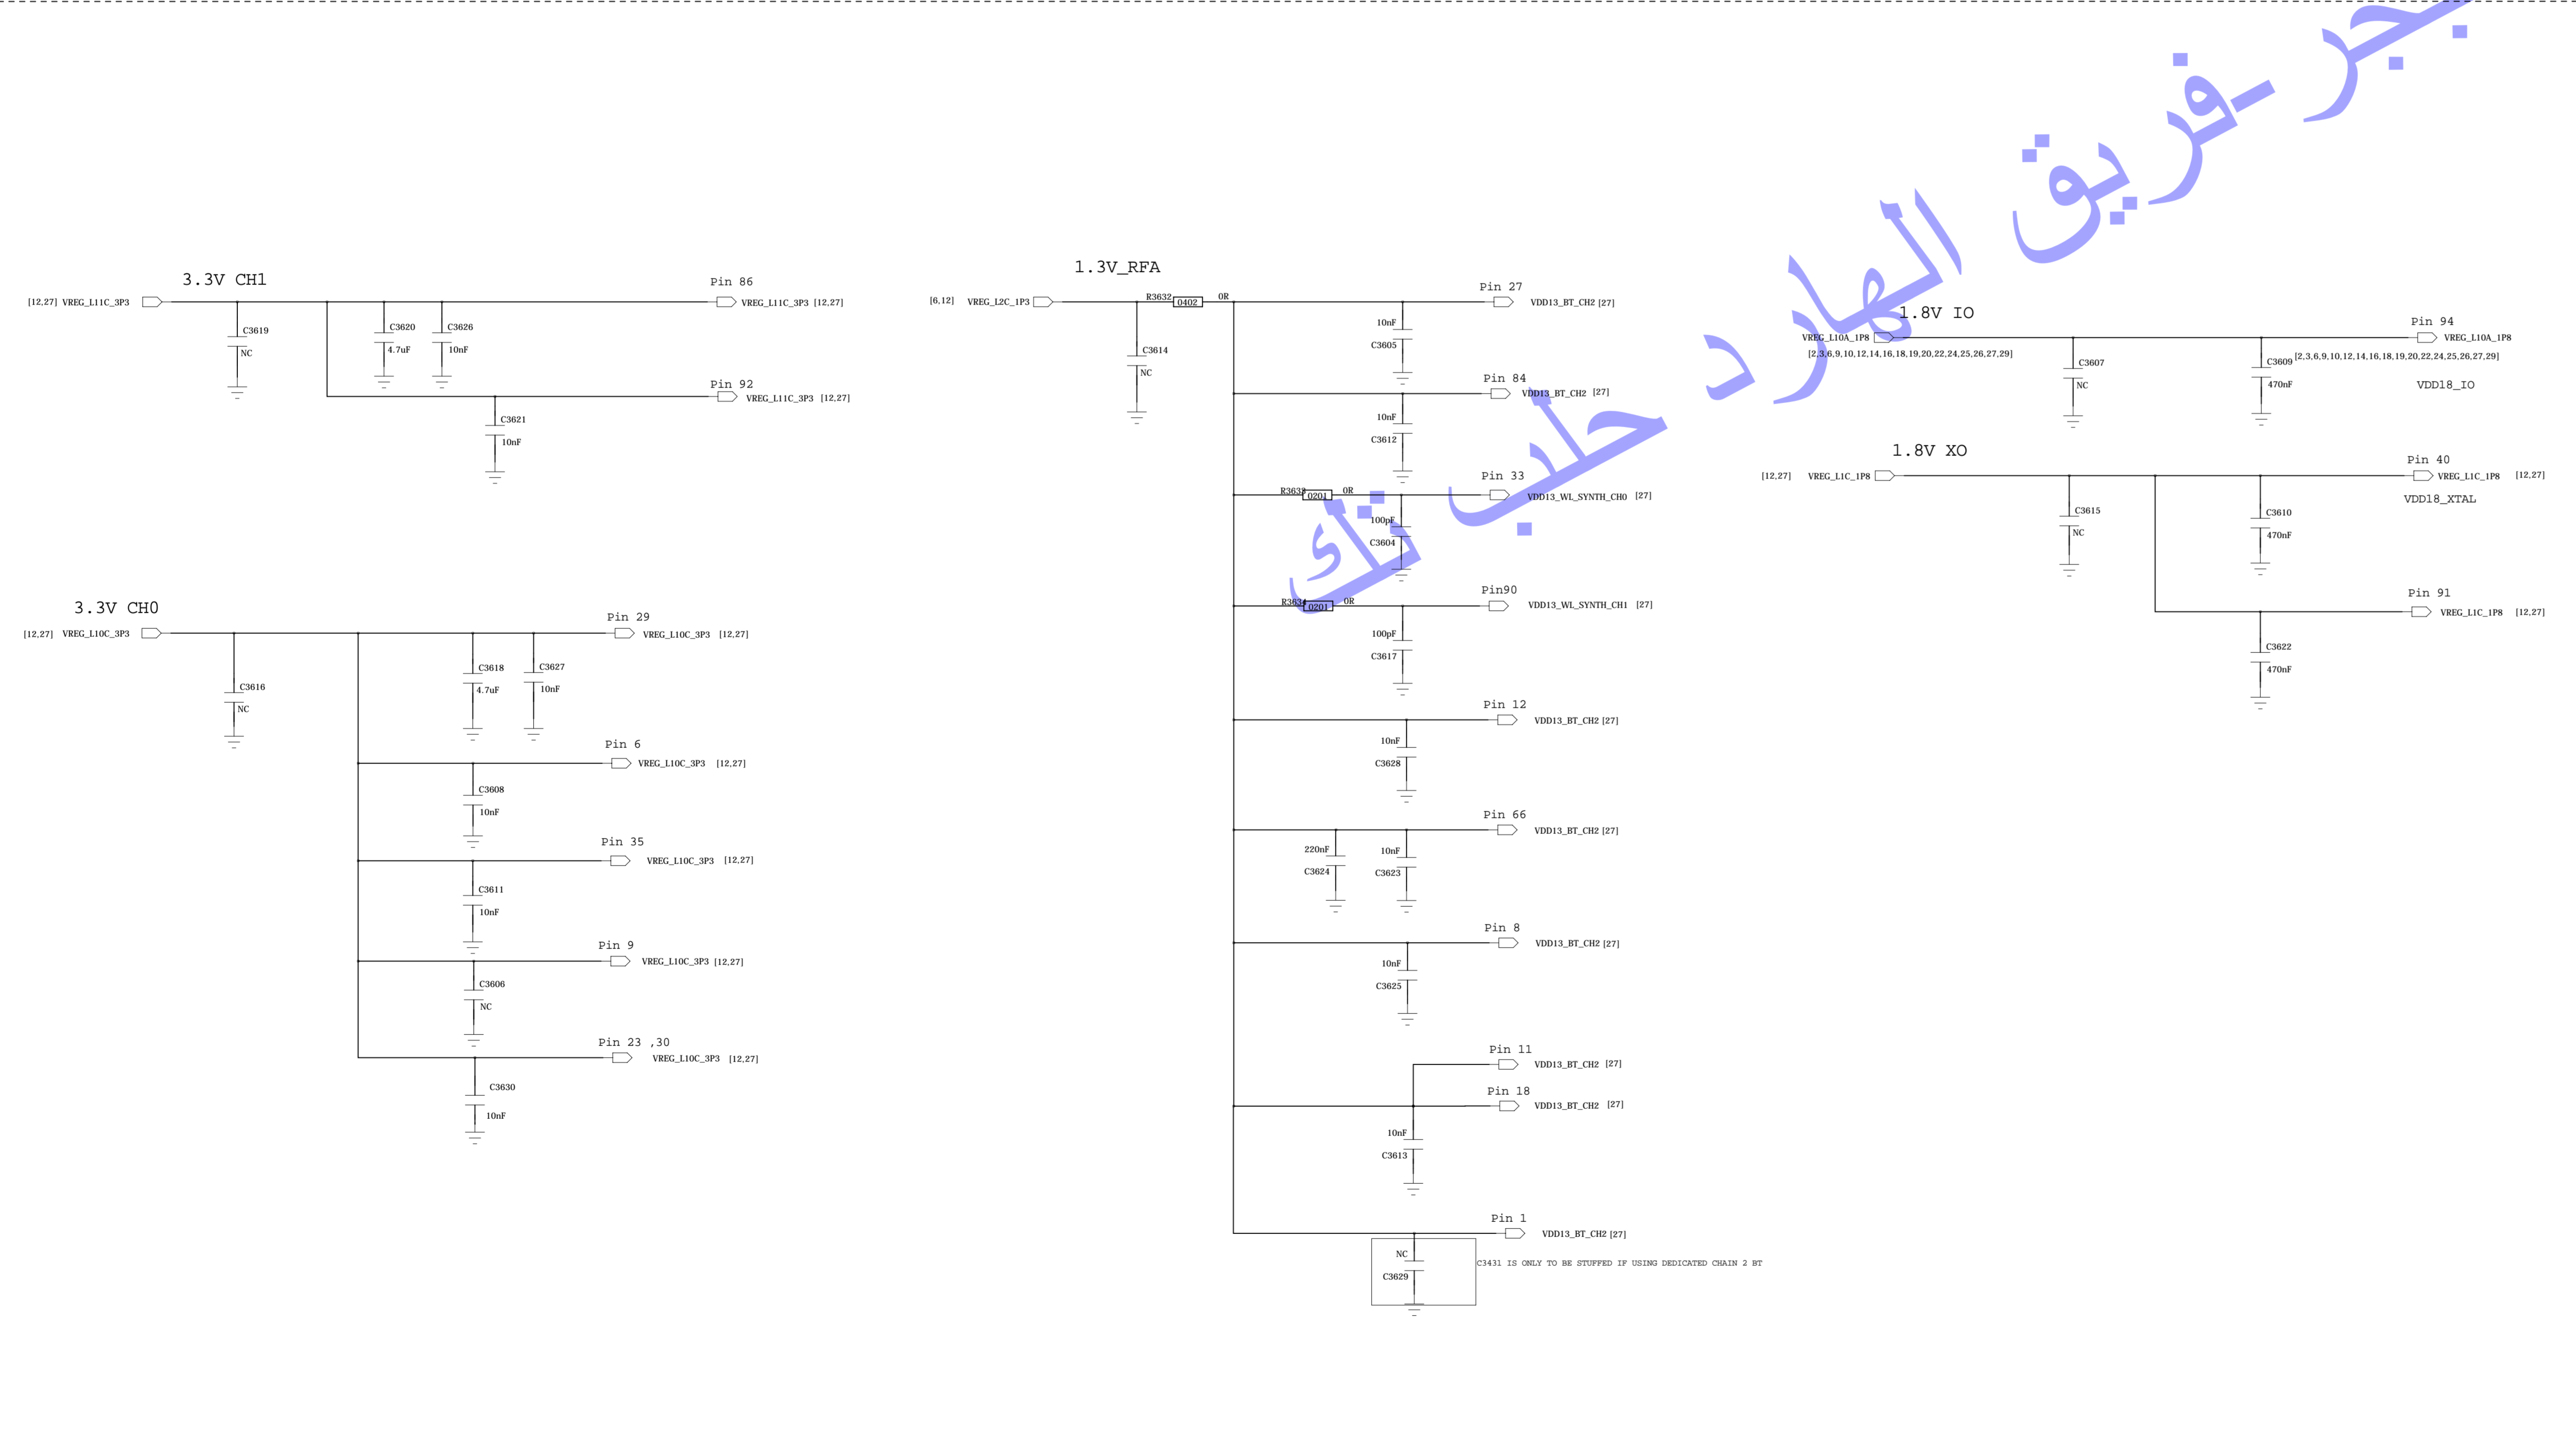 3.3V CH1
[12,27] VREG_L11C_3P3
C3619
NC
C3620
4.7uF
C3626
10nF
Pin 86
VREG_L11C_3P3 [12,27]
Pin 92
VREG_L11C_3P3 [12,27]
C3621
10nF
3.3V CH0
[12,27] VREG_L10C_3P3
C3616
NC
C3618
4.7uF
C3627
10nF
Pin 29
VREG_L10C_3P3 [12,27]
Pin 6
VREG_L10C_3P3 [12,27]
C3608
10nF
Pin 35
VREG_L10C_3P3 [12,27]
C3611
10nF
Pin 9
VREG_L10C_3P3 [12,27]
C3606
NC
Pin 23 ,30
VREG_L10C_3P3 [12,27]
C3630
10nF
1.3V_RFA
[6,12] VREG_L2C_1P3
C3614
NC
R3632 0402 0R
Pin 27
VDD13_BT_CH2 [27]
10nF
C3605
Pin 84
VDD13_BT_CH2 [27]
10nF
C3612
Pin 33
R3633 0201 0R
VDD13_WL_SYNTH_CH0 [27]
100pF
C3604
Pin90
R3634 0201 0R
VDD13_WL_SYNTH_CH1 [27]
100pF
C3617
Pin 12
VDD13_BT_CH2 [27]
10nF
C3628
Pin 66
VDD13_BT_CH2 [27]
220nF
C3624
10nF
C3623
Pin 8
VDD13_BT_CH2 [27]
10nF
C3625
Pin 11
VDD13_BT_CH2 [27]
Pin 18
VDD13_BT_CH2 [27]
10nF
C3613
Pin 1
VDD13_BT_CH2 [27]
NC
C3629
C3431 IS ONLY TO BE STUFFED IF USING DEDICATED CHAIN 2 BT
1.8V IO
VREG_L10A_1P8
[2,3,6,9,10,12,14,16,18,19,20,22,24,25,26,27,29]
C3607
NC
C3609
470nF
Pin 94
VREG_L10A_1P8
[2,3,6,9,10,12,14,16,18,19,20,22,24,25,26,27,29]
VDD18_IO
1.8V XO
[12,27] VREG_L1C_1P8
C3615
NC
C3610
470nF
Pin 40
VREG_L1C_1P8 [12,27]
VDD18_XTAL
Pin 91
VREG_L1C_1P8 [12,27]
C3622
470nF
فريق الهارد حلب تك